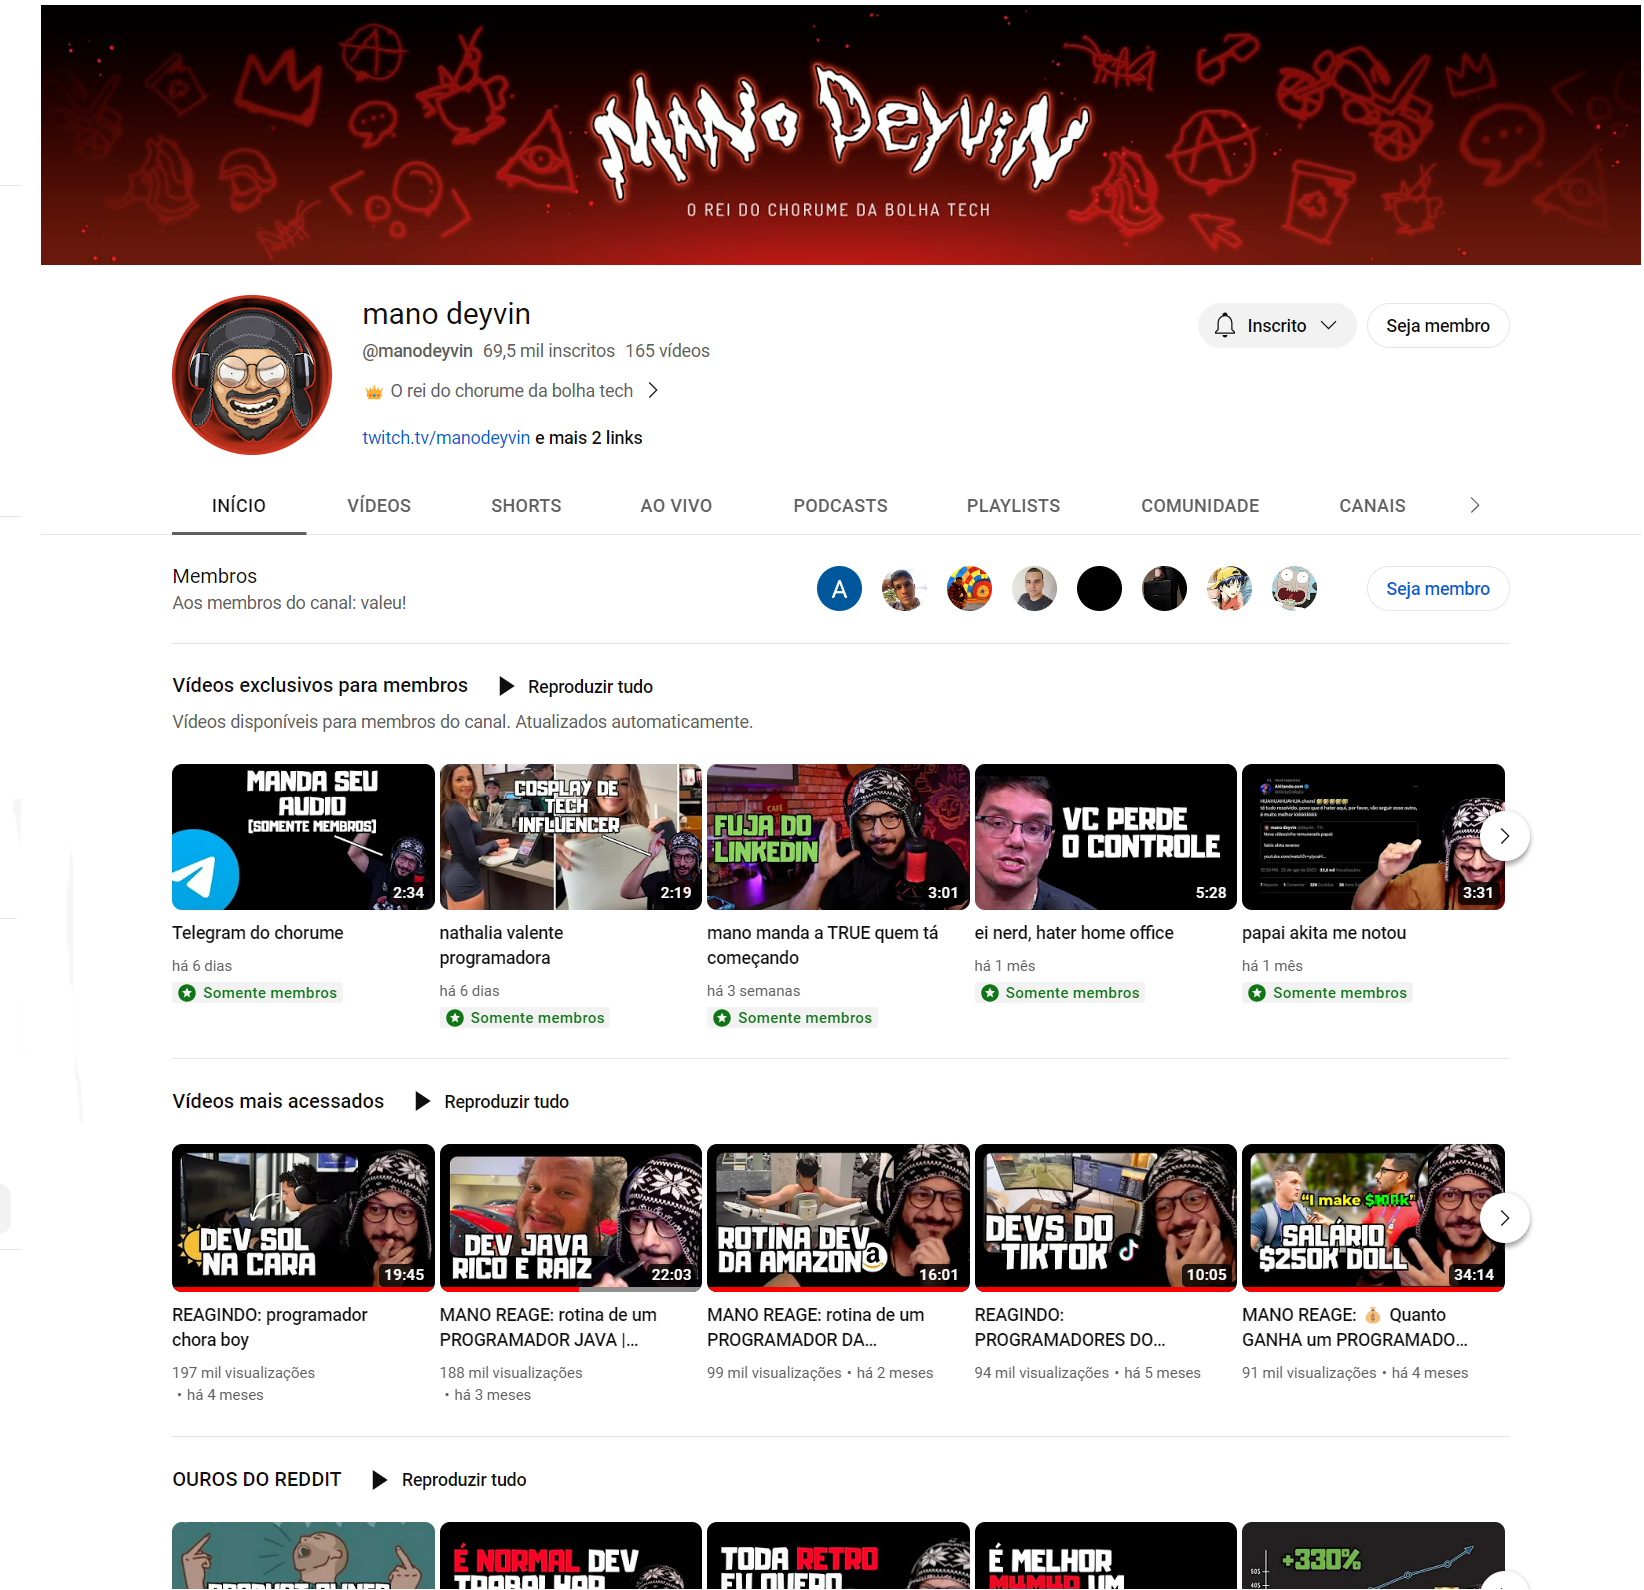 MANO DEYVIN
O REI DO CHORUME DA BOLHA TECH
mano deyvin
@manodeyvin 69,5 mil inscritos 165 vídeos
👑 O rei do chorume da bolha tech
twitch.tv/manodeyvin e mais 2 links
Inscrito
Seja membro
INÍCIO
VÍDEOS
SHORTS
AO VIVO
PODCASTS
PLAYLISTS
COMUNIDADE
CANAIS
Membros
Aos membros do canal: valeu!
A
Seja membro
Vídeos exclusivos para membros
Reproduzir tudo
Vídeos disponíveis para membros do canal. Atualizados automaticamente.
MANDA SEU
AUDIO
(SOMENTE MEMBROS)
2:34
Telegram do chorume
há 6 dias
Somente membros
COSPLAY DE
TECH
INFLUENCER
2:19
nathalia valente
programadora
há 6 dias
Somente membros
CAFÉ
FUJA DO
LINKEDIN
3:01
mano manda a TRUE quem tá
começando
há 3 semanas
Somente membros
VC PERDE
O CONTROLE
5:28
ei nerd, hater home office
há 1 mês
Somente membros
3:31
papai akita me notou
há 1 mês
Somente membros
Vídeos mais acessados
Reproduzir tudo
DEV SOL
NA CARA
19:45
REAGINDO: programador
chora boy
197 mil visualizações
• há 4 meses
DEV JAVA
RICO E RAIZ
22:03
MANO REAGE: rotina de um
PROGRAMADOR JAVA |...
188 mil visualizações
• há 3 meses
ROTINA DEV
DA AMAZON
a
16:01
MANO REAGE: rotina de um
PROGRAMADOR DA...
99 mil visualizações • há 2 meses
DEVS DO
TIKTOK
10:05
REAGINDO:
PROGRAMADORES DO...
94 mil visualizações • há 5 meses
"I make
SALÁRIO
$250K DOLL
34:14
MANO REAGE: 💰 Quanto
GANHA um PROGRAMADO...
91 mil visualizações • há 4 meses
OUROS DO REDDIT
Reproduzir tudo
É NORMAL DEV
TRABALHAR
TODA RETRO
EU QUERO
É MELHOR
+330%